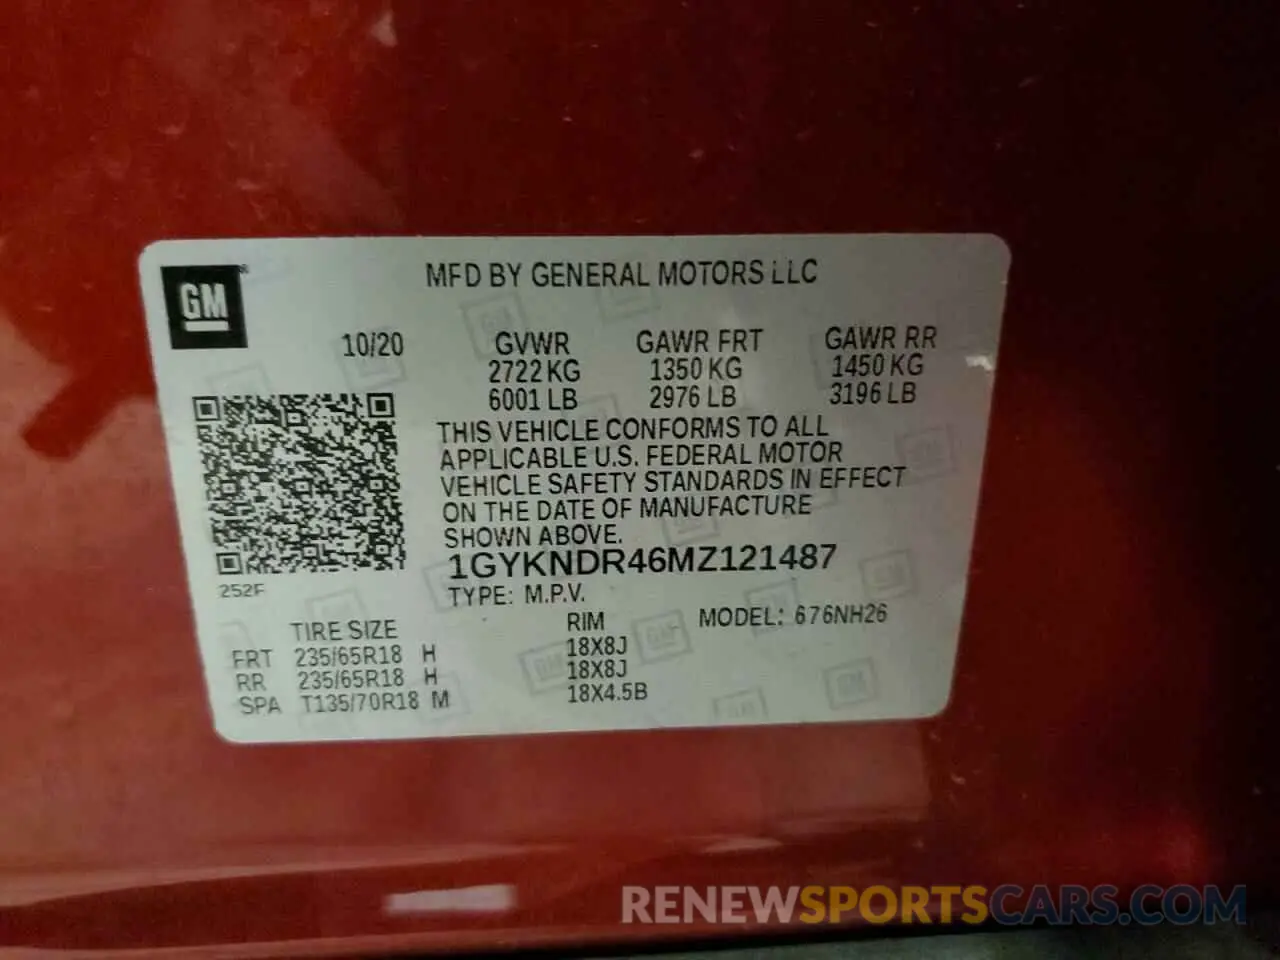 MFD BY GENERAL MOTORS LLC
GM
10/20 GVWR GAWR FRT GAWR RR
2722 KG 1350 KG 1450 KG
6001 LB 2976 LB 3196 LB
THIS VEHICLE CONFORMS TO ALL
APPLICABLE U.S. FEDERAL MOTOR
VEHICLE SAFETY STANDARDS IN EFFECT
ON THE DATE OF MANUFACTURE
SHOWN ABOVE.
1GYKNDR46MZ121487
252F
TYPE: M.P.V.
MODEL: 676NH26
TIRE SIZE RIM
FRT 235/65R18 H 18X8J
RR 235/65R18 H 18X8J
SPA T135/70R18 M 18X4.5B
RENEWSPORTSCARS.COM